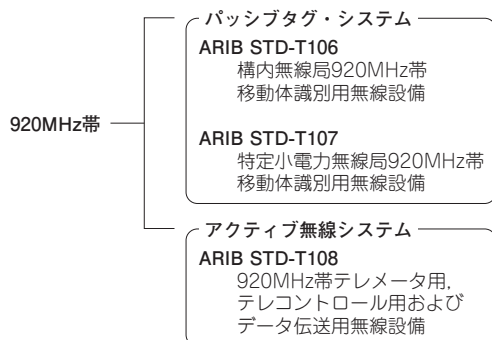 920MHz帯
パッシブタグ・システム
ARIB STD-T106
構内無線局920MHz帯
移動体識別用無線設備
ARIB STD-T107
特定小電力無線局920MHz帯
移動体識別用無線設備
アクティブ無線システム
ARIB STD-T108
920MHz帯テレメータ用,
テレコントロール用および
データ伝送用無線設備